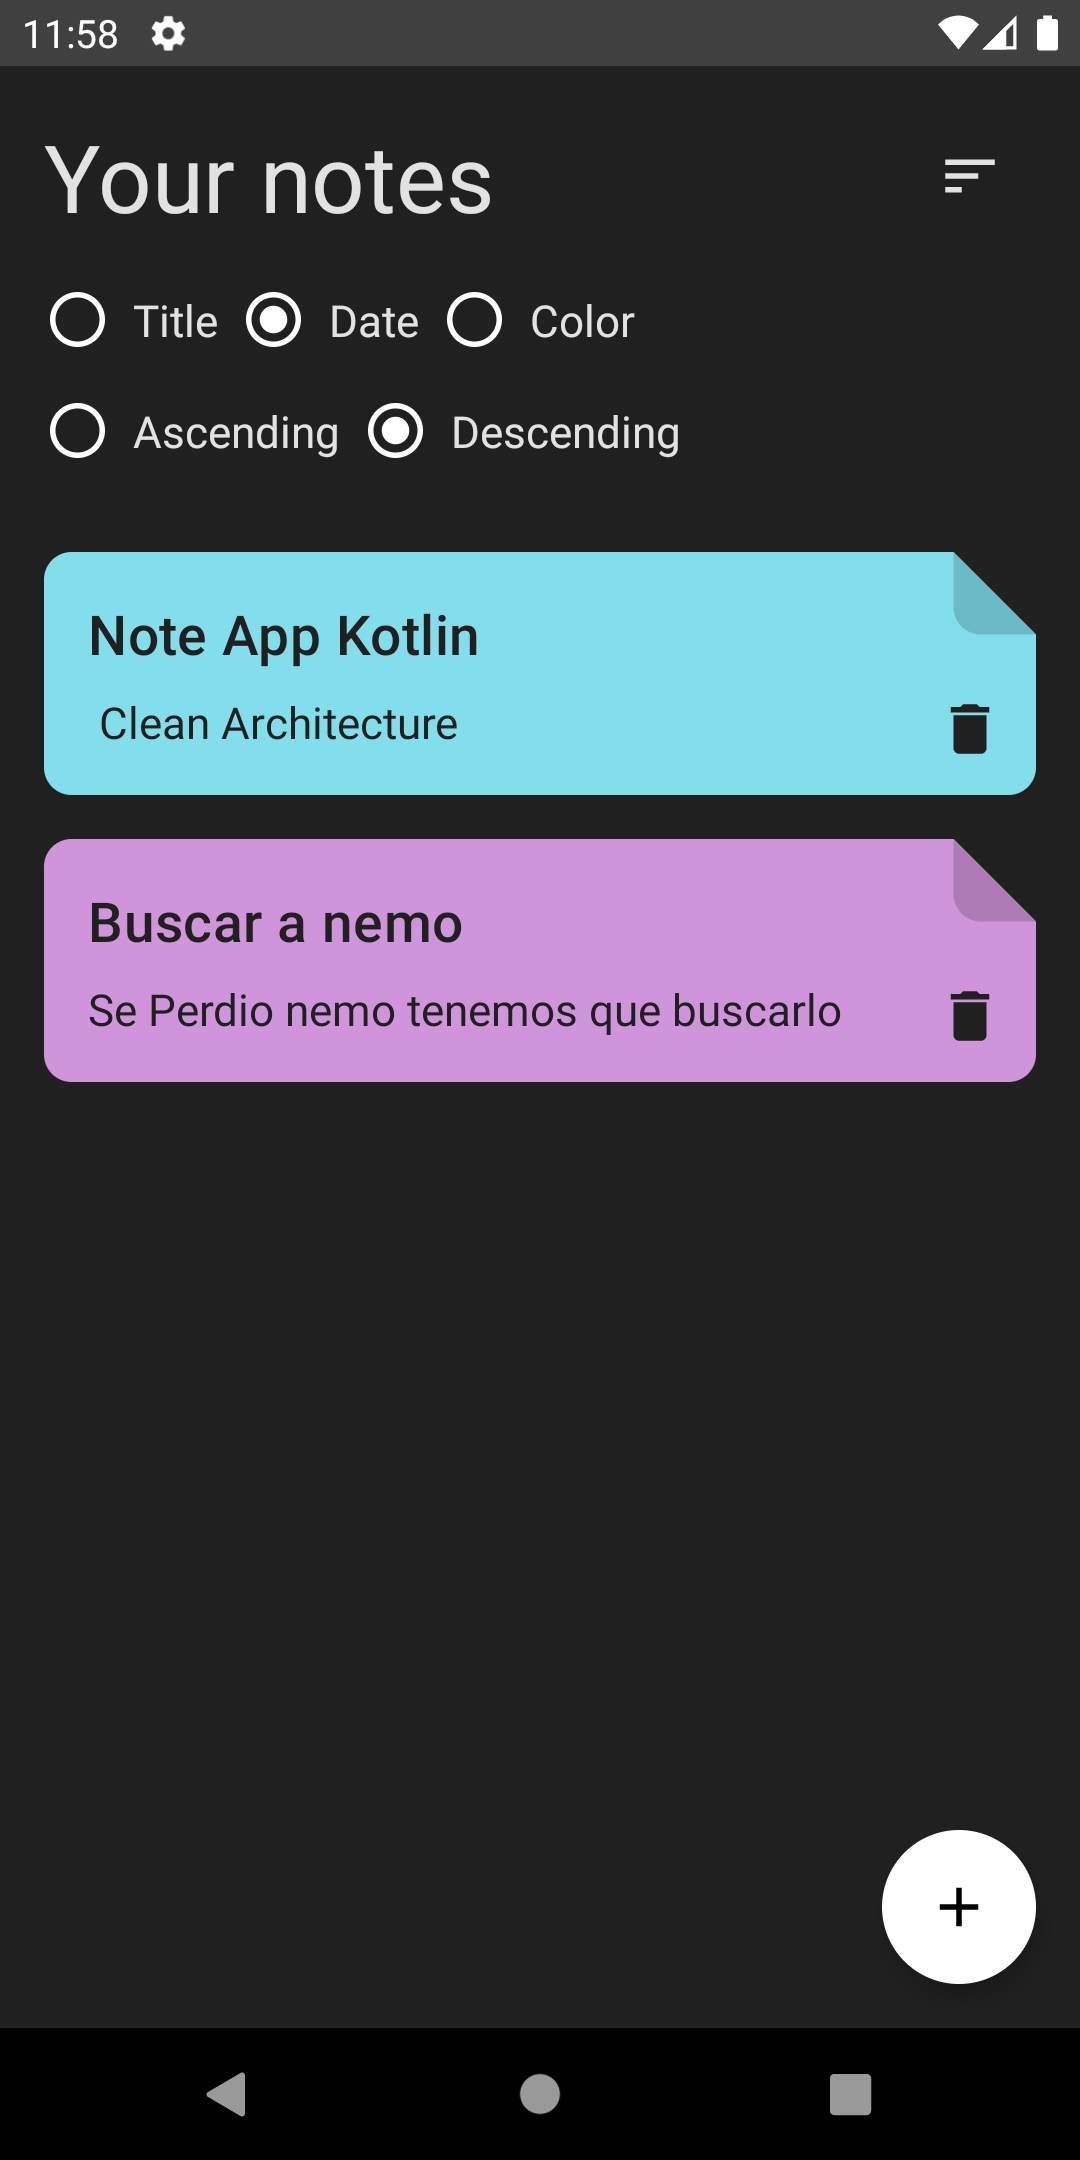 11:58
Your notes
Title Date Color
Ascending Descending
Note App Kotlin
Clean Architecture
Buscar a nemo
Se Perdio nemo tenemos que buscarlo